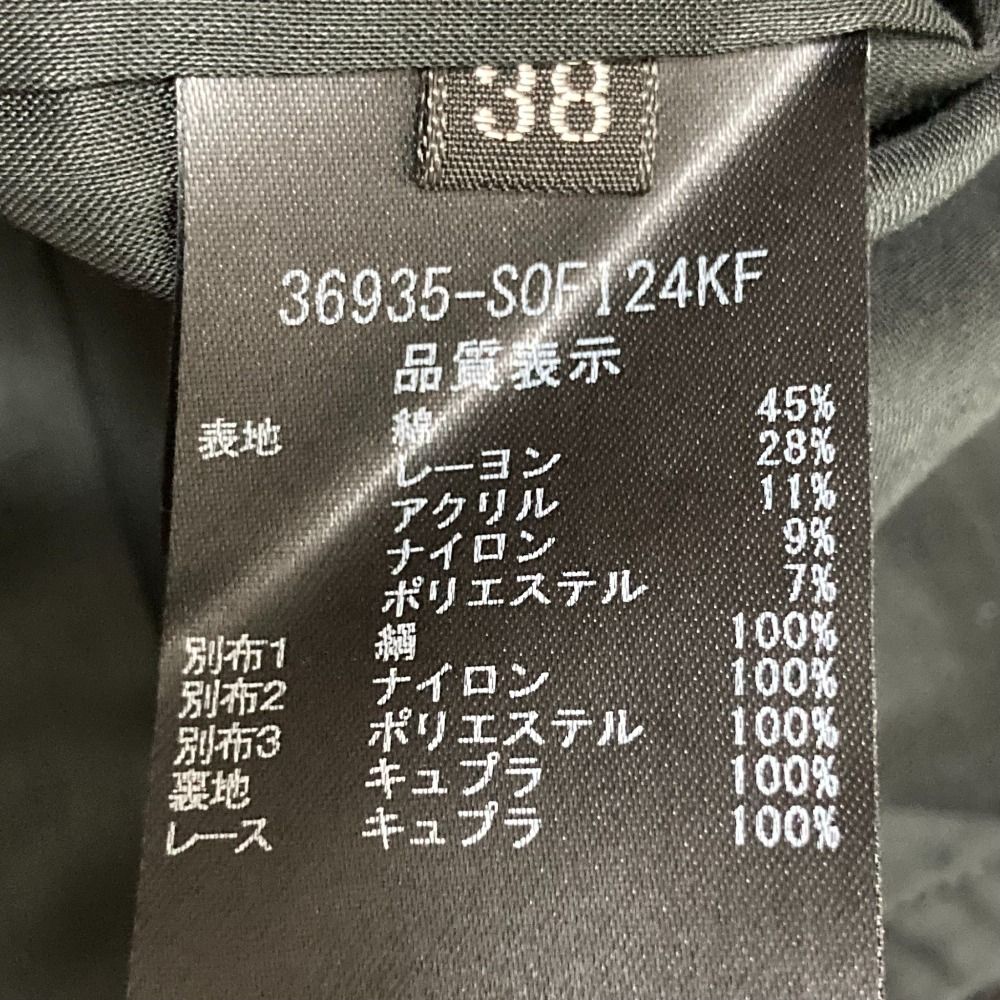 38
36935-SOFI24KF
品質表示
表地 綿 45%
レーヨン 28%
アクリル 11%
ナイロン 9%
ポリエステル 7%
別布1 絹 100%
別布2 ナイロン 100%
別布3 ポリエステル 100%
裏地 キュプラ 100%
レース キュプラ 100%